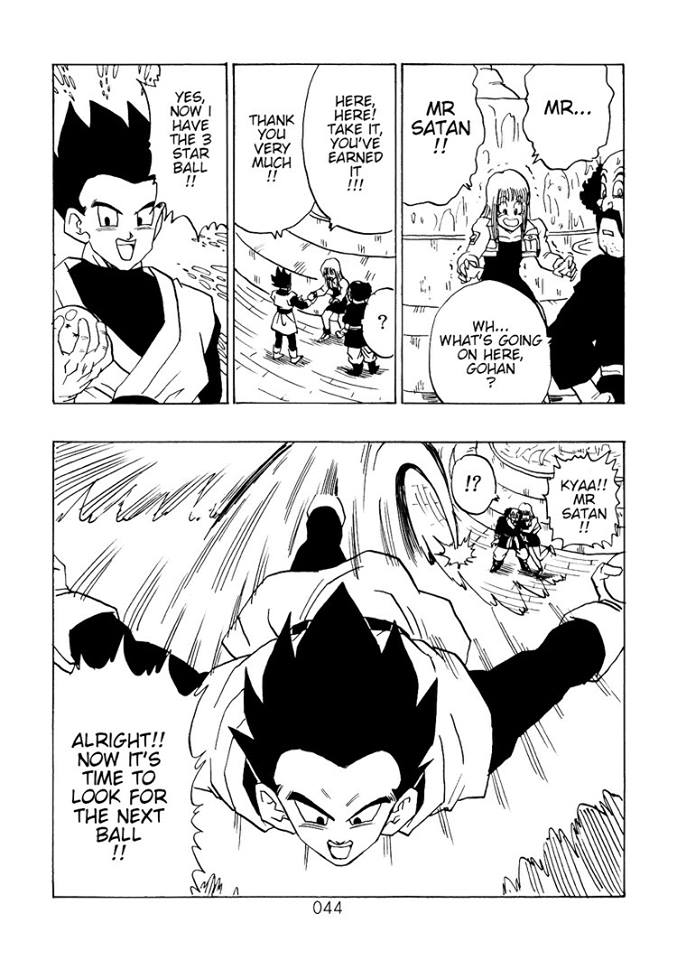 MR...
MR
SATAN
!!
WH...
WHAT'S GOING
ON HERE,
GOHAN
?
HERE,
HERE!
TAKE IT,
YOU'VE
EARNED
IT
!!!
THANK
YOU
VERY
MUCH
!!
?
YES,
NOW I
HAVE
THE 3
STAR
BALL
!!
KYAA!!
MR
SATAN
!!
!?
ALRIGHT!!
NOW IT'S
TIME TO
LOOK FOR
THE NEXT
BALL
!!
044